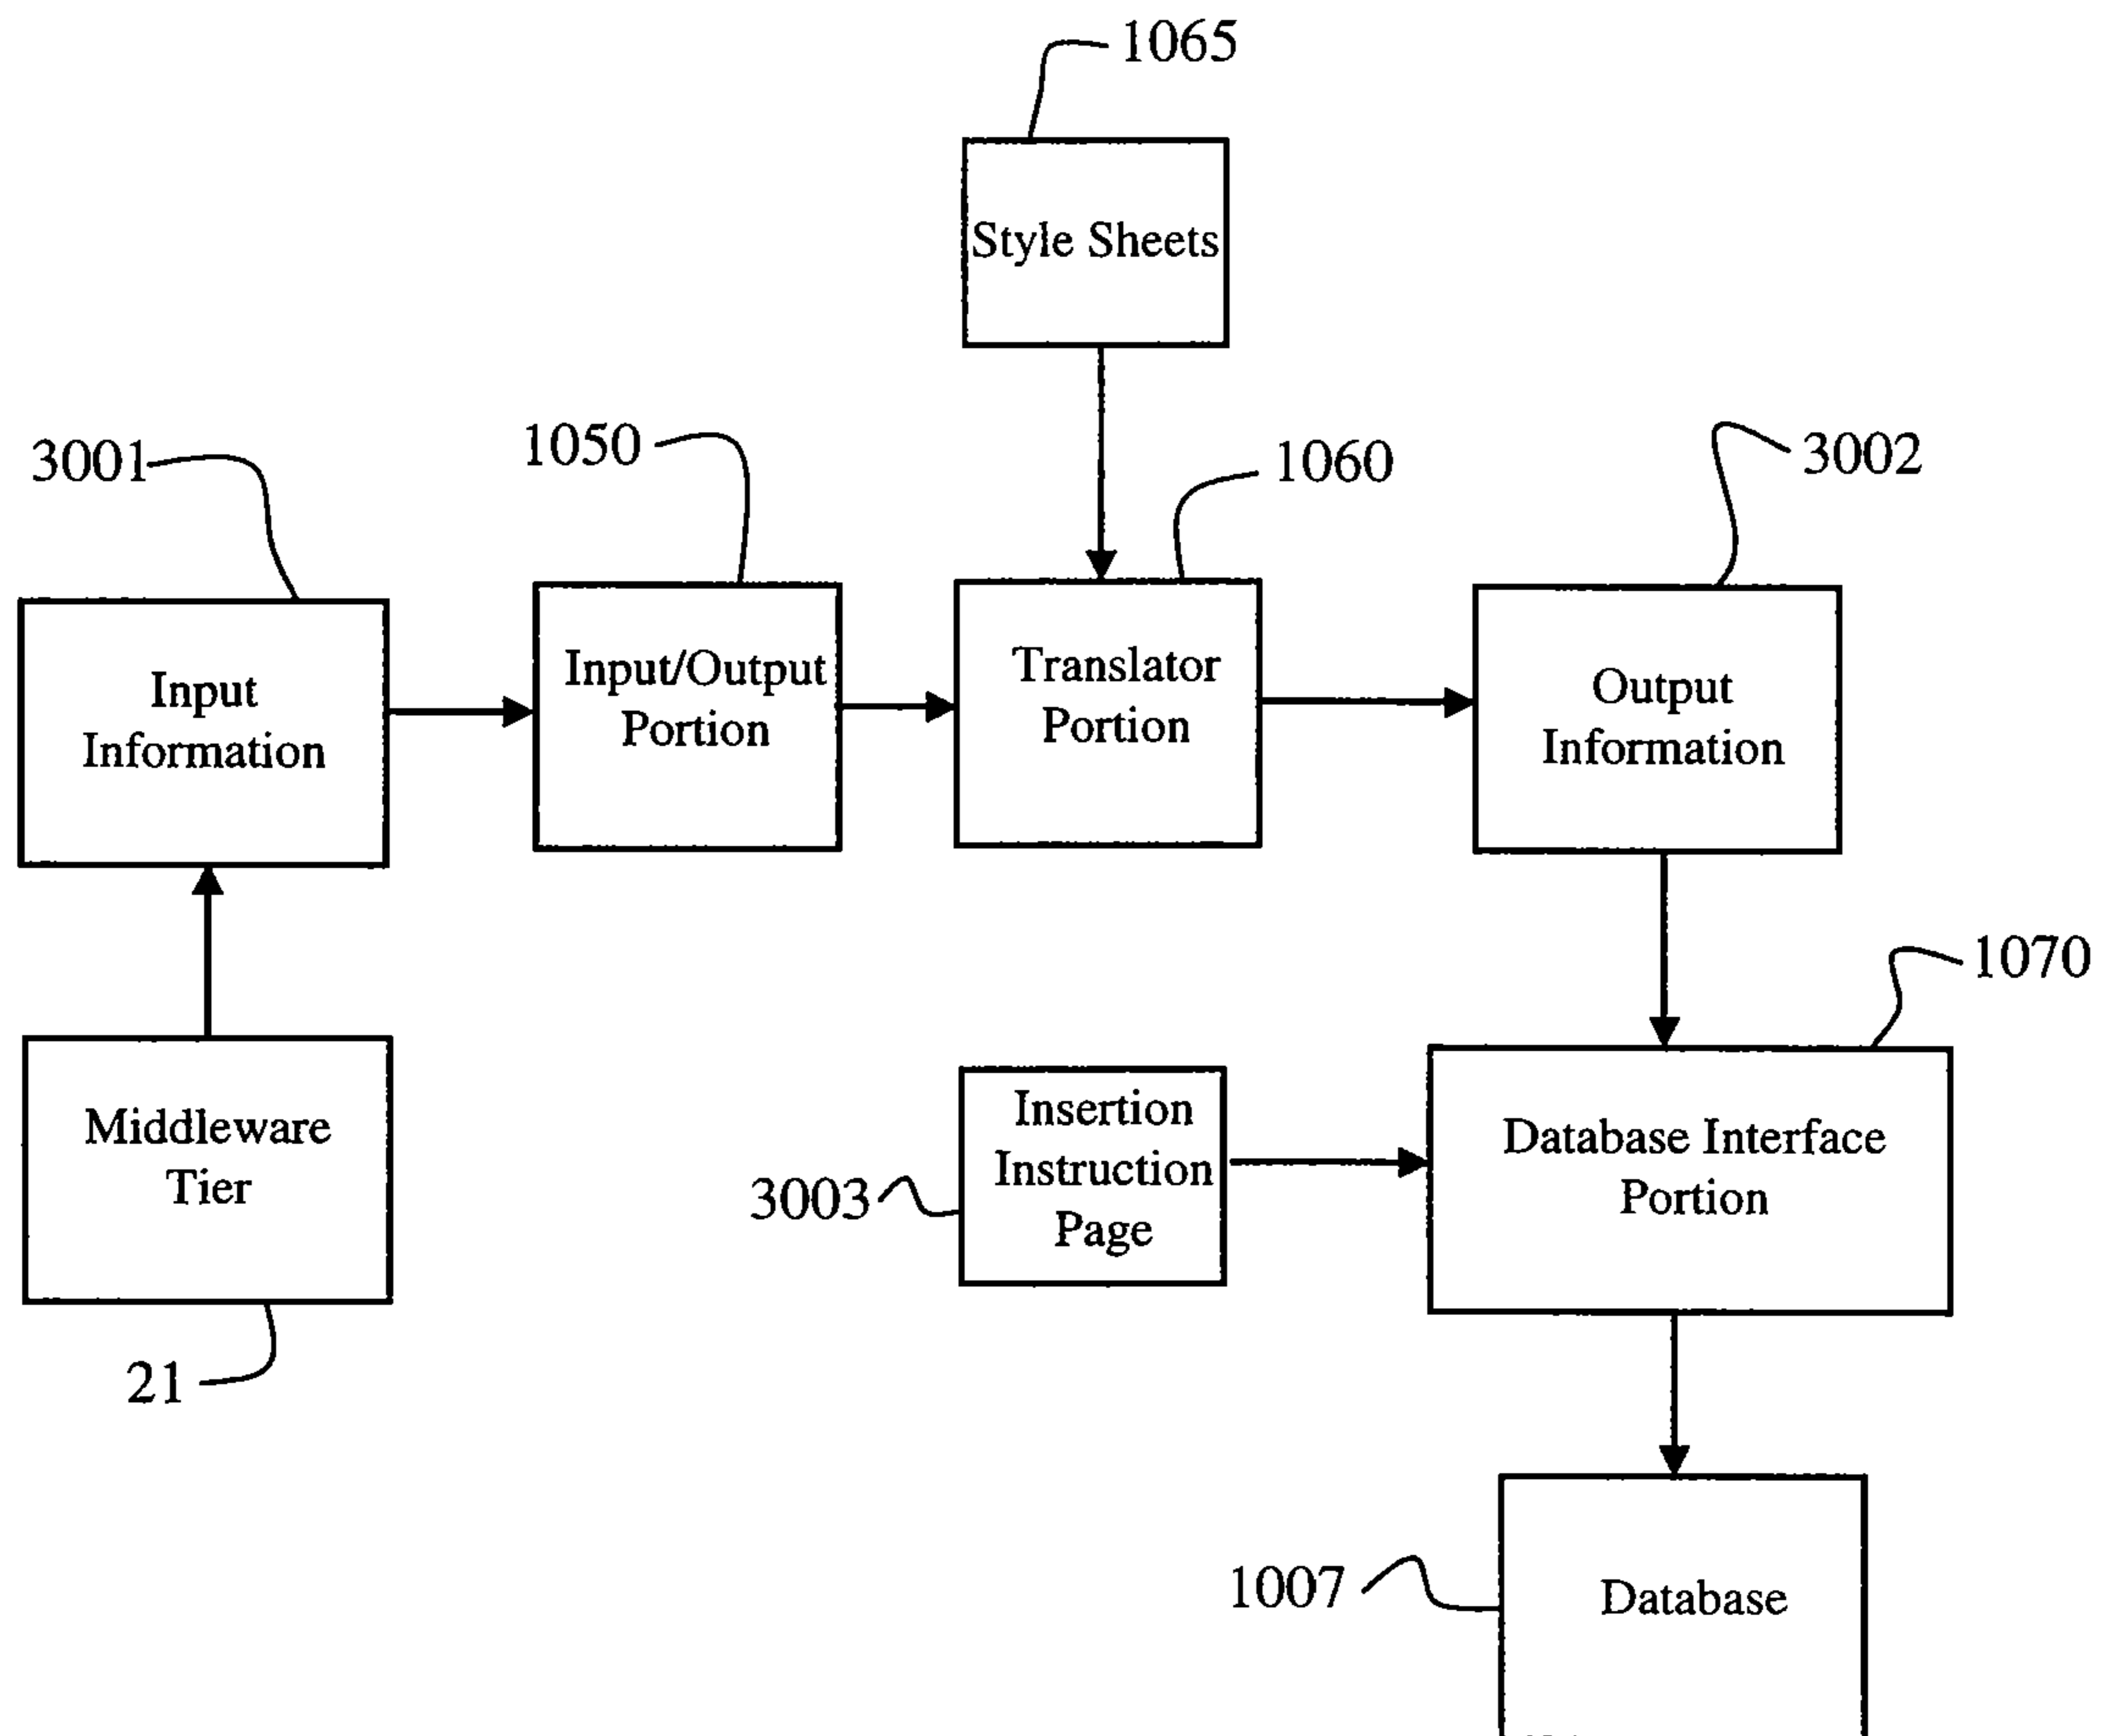 1065
Style Sheets
3001
1050
1060
3002
Input
Information
Input/Output
Portion
Translator
Portion
Output
Information
1070
Middleware
Tier
21
Insertion
Instruction
Page
3003
Database Interface
Portion
1007
Database